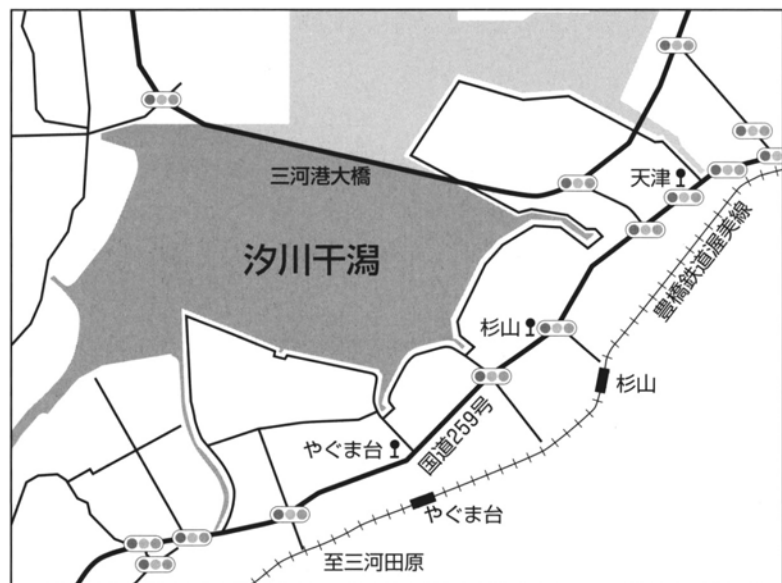 三河港大橋
天津
汐川干潟
豊橋鉄道渥美線
杉山
杉山
国道259号
やぐま台
やぐま台
至三河田原